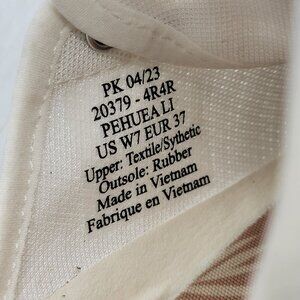 PK 04/23
20379 - 4R4R
PEHUEA LI
US W7 EUR 37
Upper: Textile/Sythetic
Outsole: Rubber
Made in Vietnam
Fabrique en Vietnam